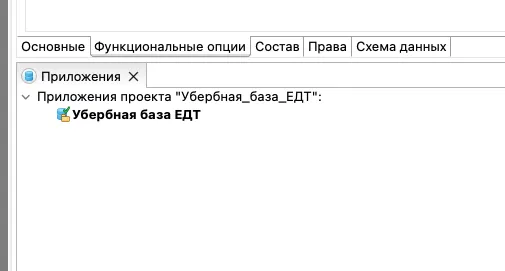 Основные Функциональные опции Состав Права Схема данных
Приложения
Приложения проекта "Убербная_база_ЕДТ":
Убербная база ЕДТ